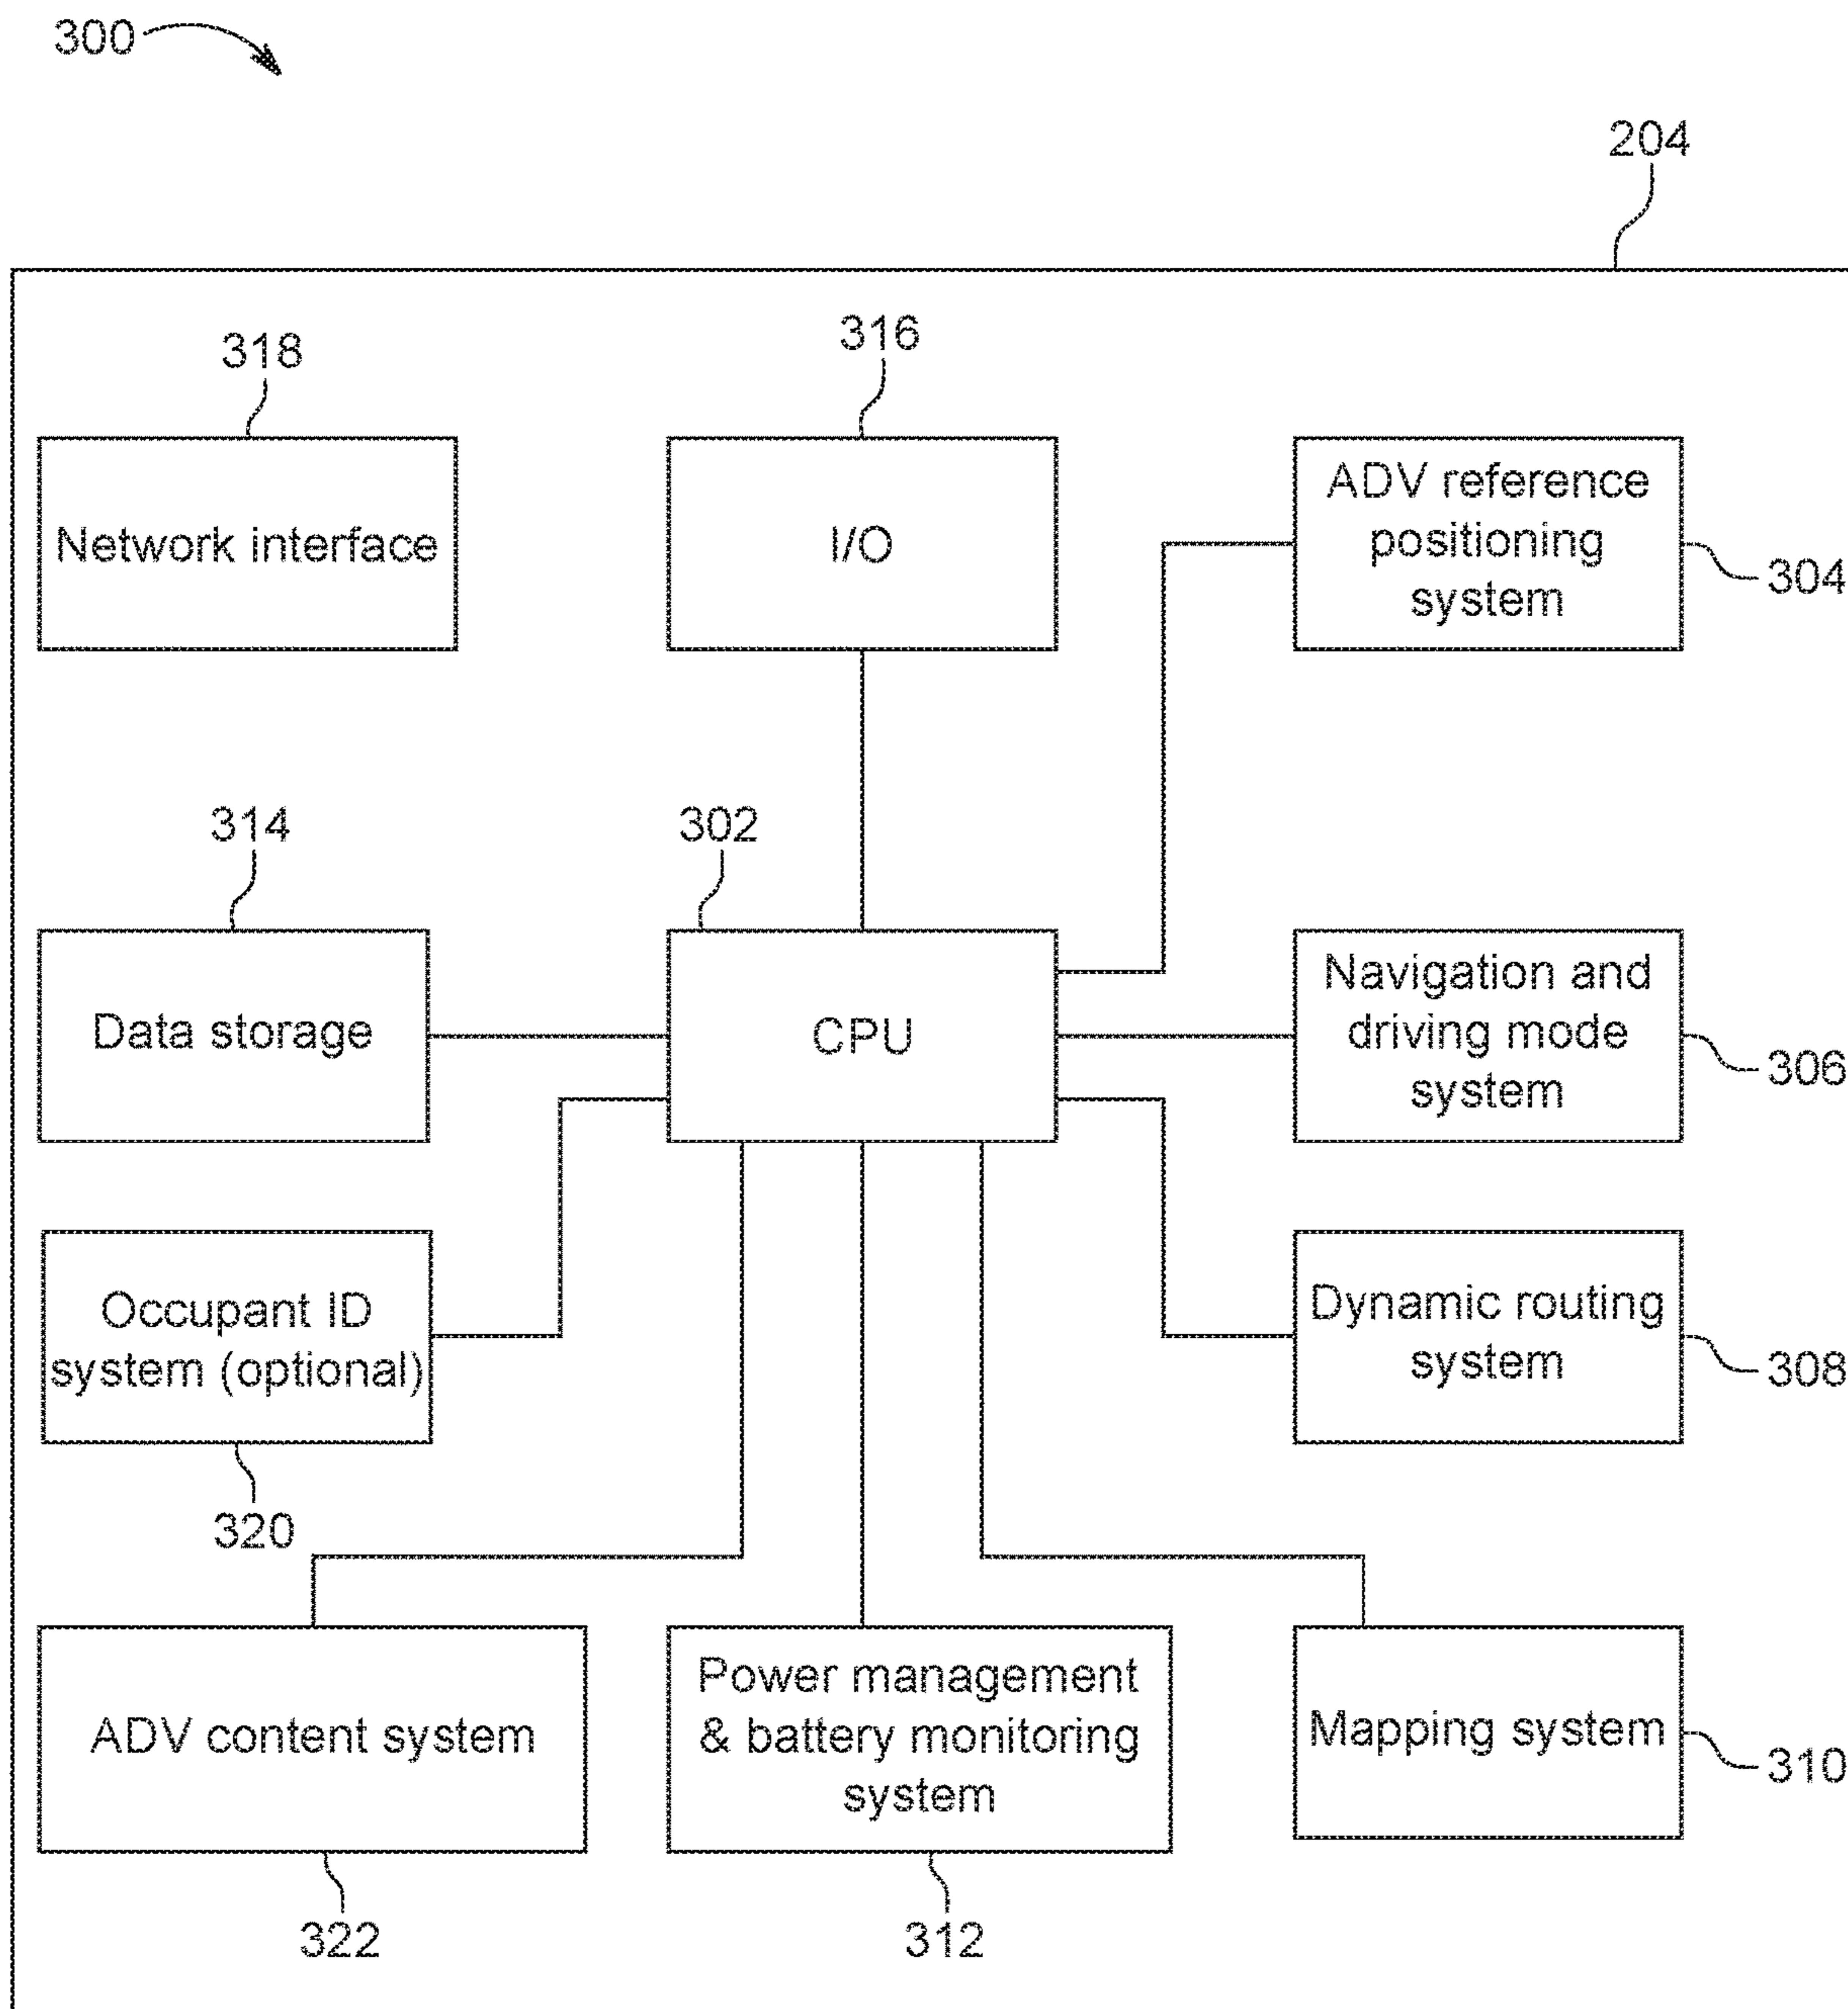 300
204
318
316
Network interface
I/O
ADV reference
positioning
system
304
314
302
Data storage
CPU
Navigation and
driving mode
system
306
Occupant ID
system (optional)
320
Dynamic routing
system
308
ADV content system
322
Power management
& battery monitoring
system
312
Mapping system
310